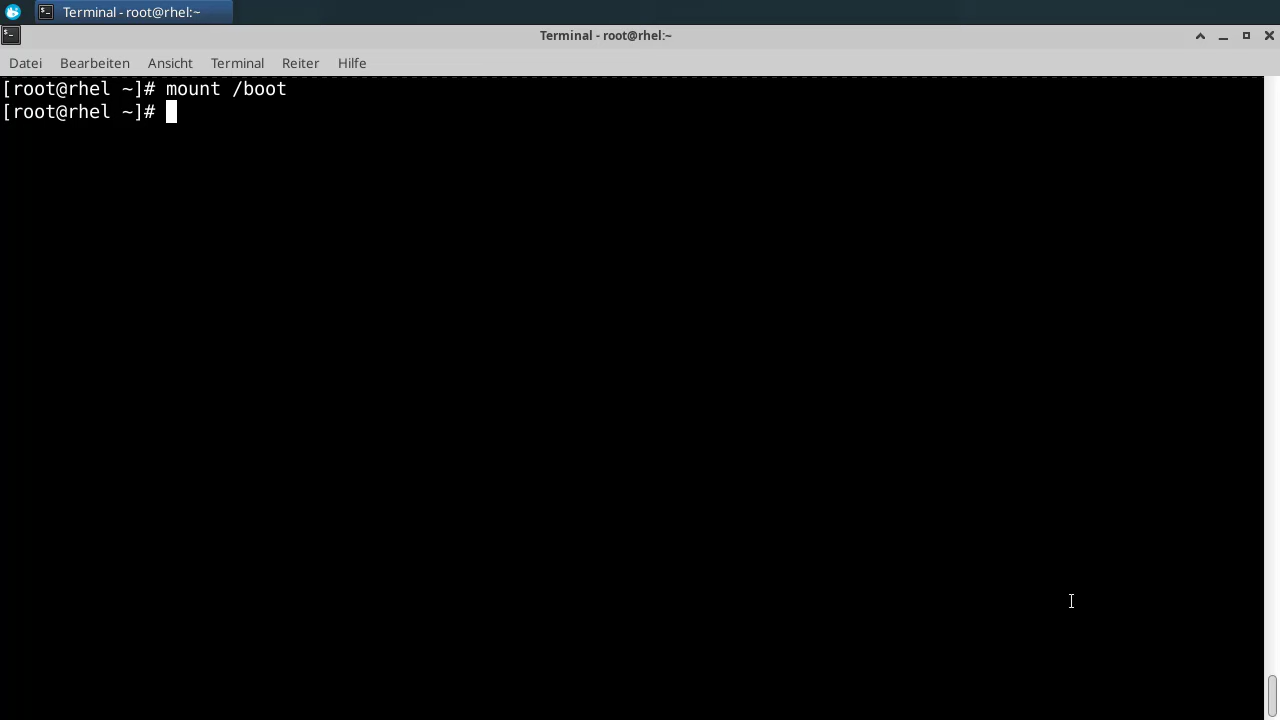 Terminal - root@rhel:~
Terminal - root@rhel:~
Datei Bearbeiten Ansicht Terminal Reiter Hilfe
[root@rhel ~]# mount /boot
[root@rhel ~]#